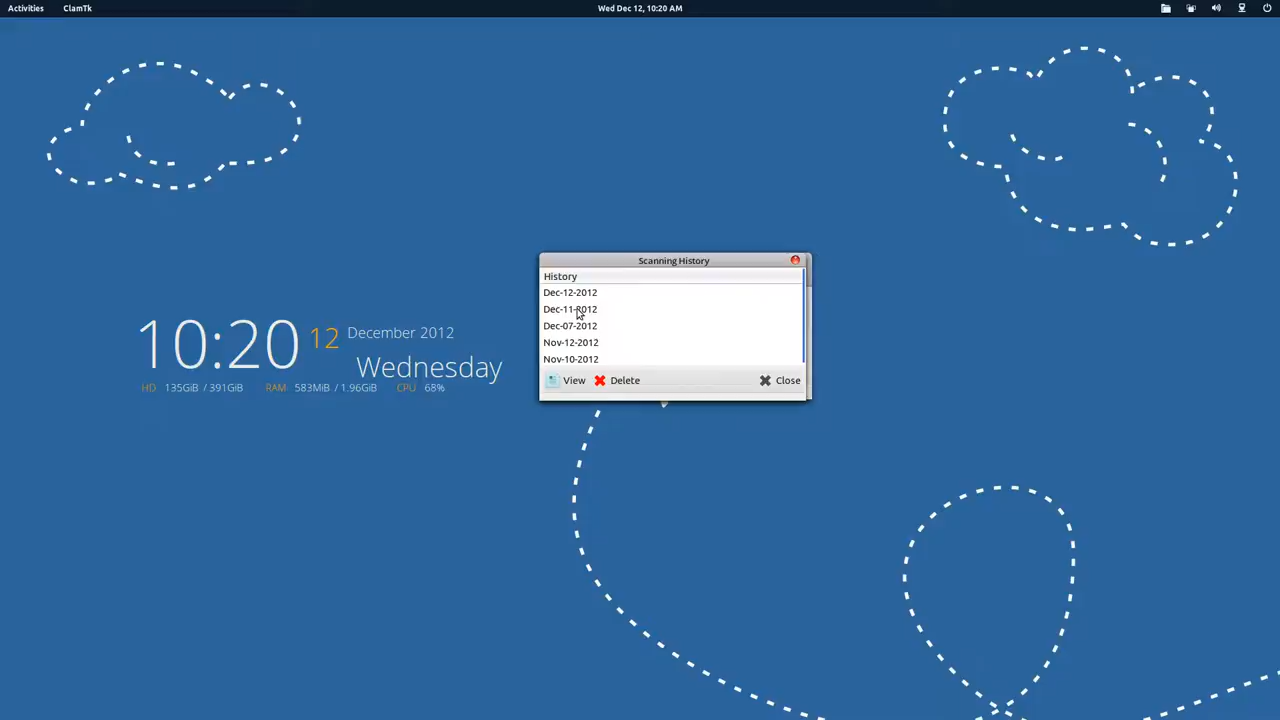 Activities ClamTk Wed Dec 12, 10:20 AM
Scanning History
History
Dec-12-2012
Dec-11-2012
Dec-07-2012
Nov-12-2012
Nov-10-2012
View Delete Close
10:20 12 December 2012
Wednesday
HD 135GiB / 391GiB RAM 583MiB / 1.96GiB CPU 68%